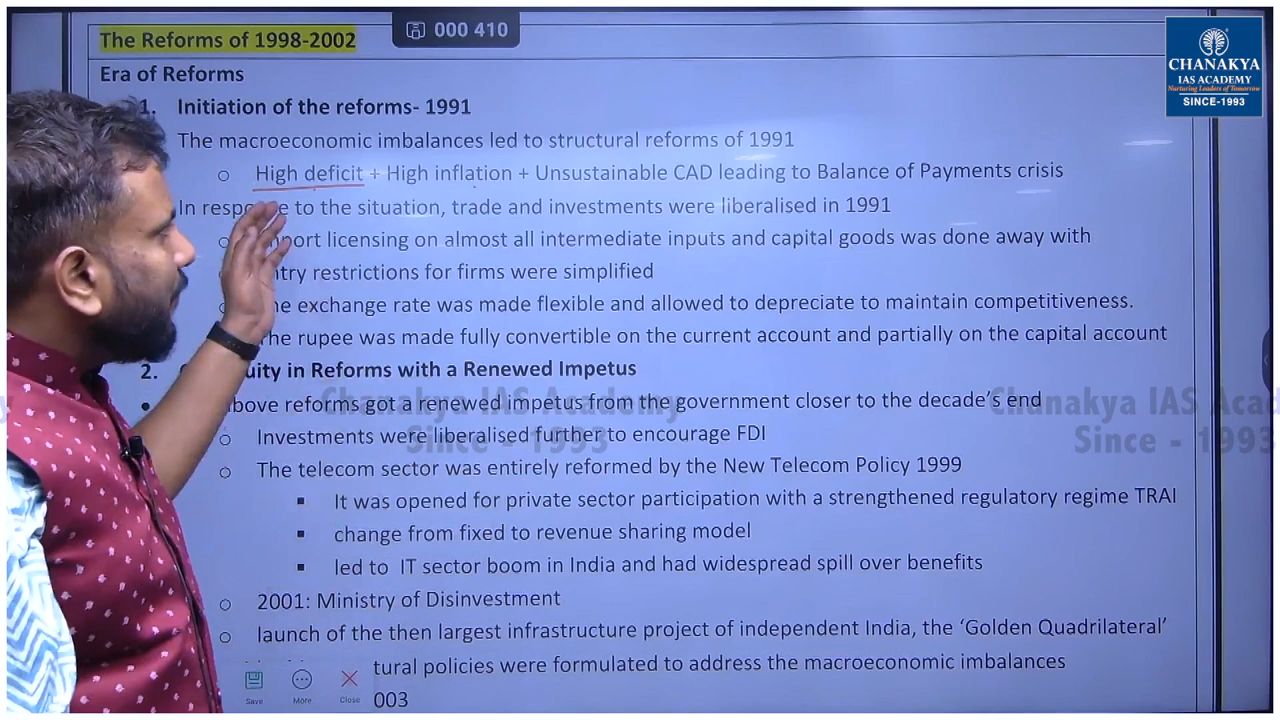 000 410
CHANAKYA
IAS ACADEMY
Nurturing Leaders of Tomorrow
SINCE-1993
The Reforms of 1998-2002
Era of Reforms
1. Initiation of the reforms- 1991
The macroeconomic imbalances led to structural reforms of 1991
o High deficit + High inflation + Unsustainable CAD leading to Balance of Payments crisis
In response to the situation, trade and investments were liberalised in 1991
licensing on almost all intermediate inputs and capital goods was done away with
restrictions for firms were simplified
exchange rate was made flexible and allowed to depreciate to maintain competitiveness.
The rupee was made fully convertible on the current account and partially on the capital account
2. in Reforms with a Renewed Impetus
• above reforms got a renewed impetus from the government closer to the decade's end
o Investments were liberalised further to encourage FDI
o The telecom sector was entirely reformed by the New Telecom Policy 1999
▪ It was opened for private sector participation with a strengthened regulatory regime TRAI
▪ change from fixed to revenue sharing model
▪ led to IT sector boom in India and had widespread spill over benefits
o 2001: Ministry of Disinvestment
o launch of the then largest infrastructure project of independent India, the 'Golden Quadrilateral'
policies were formulated to address the macroeconomic imbalances
003
Save More Close
Chanakya IAS Academy
Since - 1993
Chanakya IAS
Since - 1993